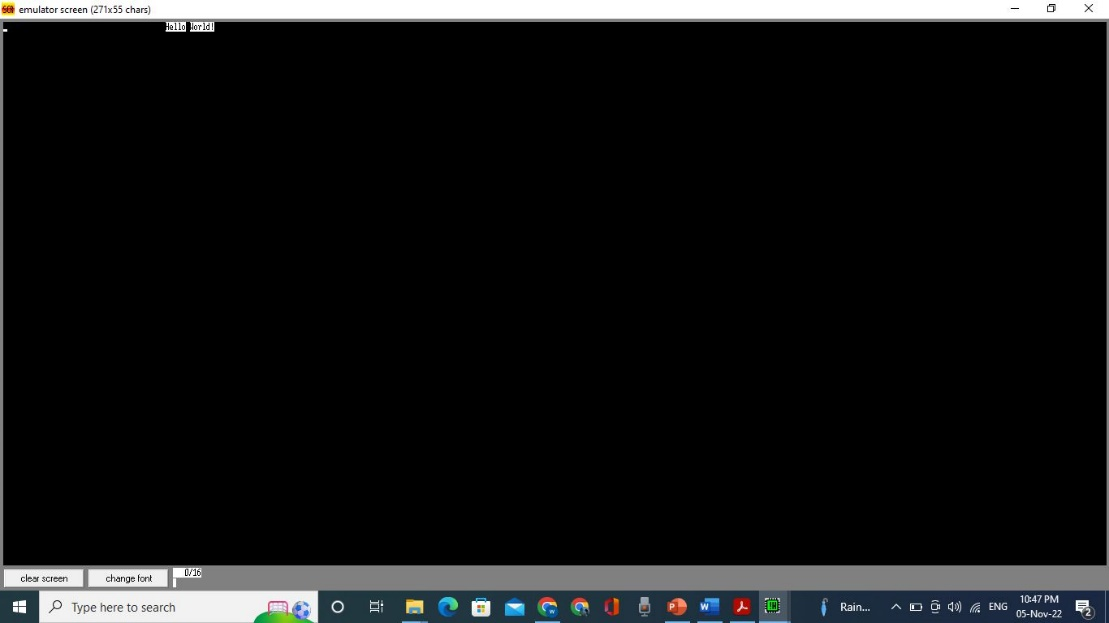 emulator screen (271x55 chars)
Hello World!
clear screen
change font
0/16
Type here to search
Rain...
ENG
10:47 PM
05-Nov-22
2